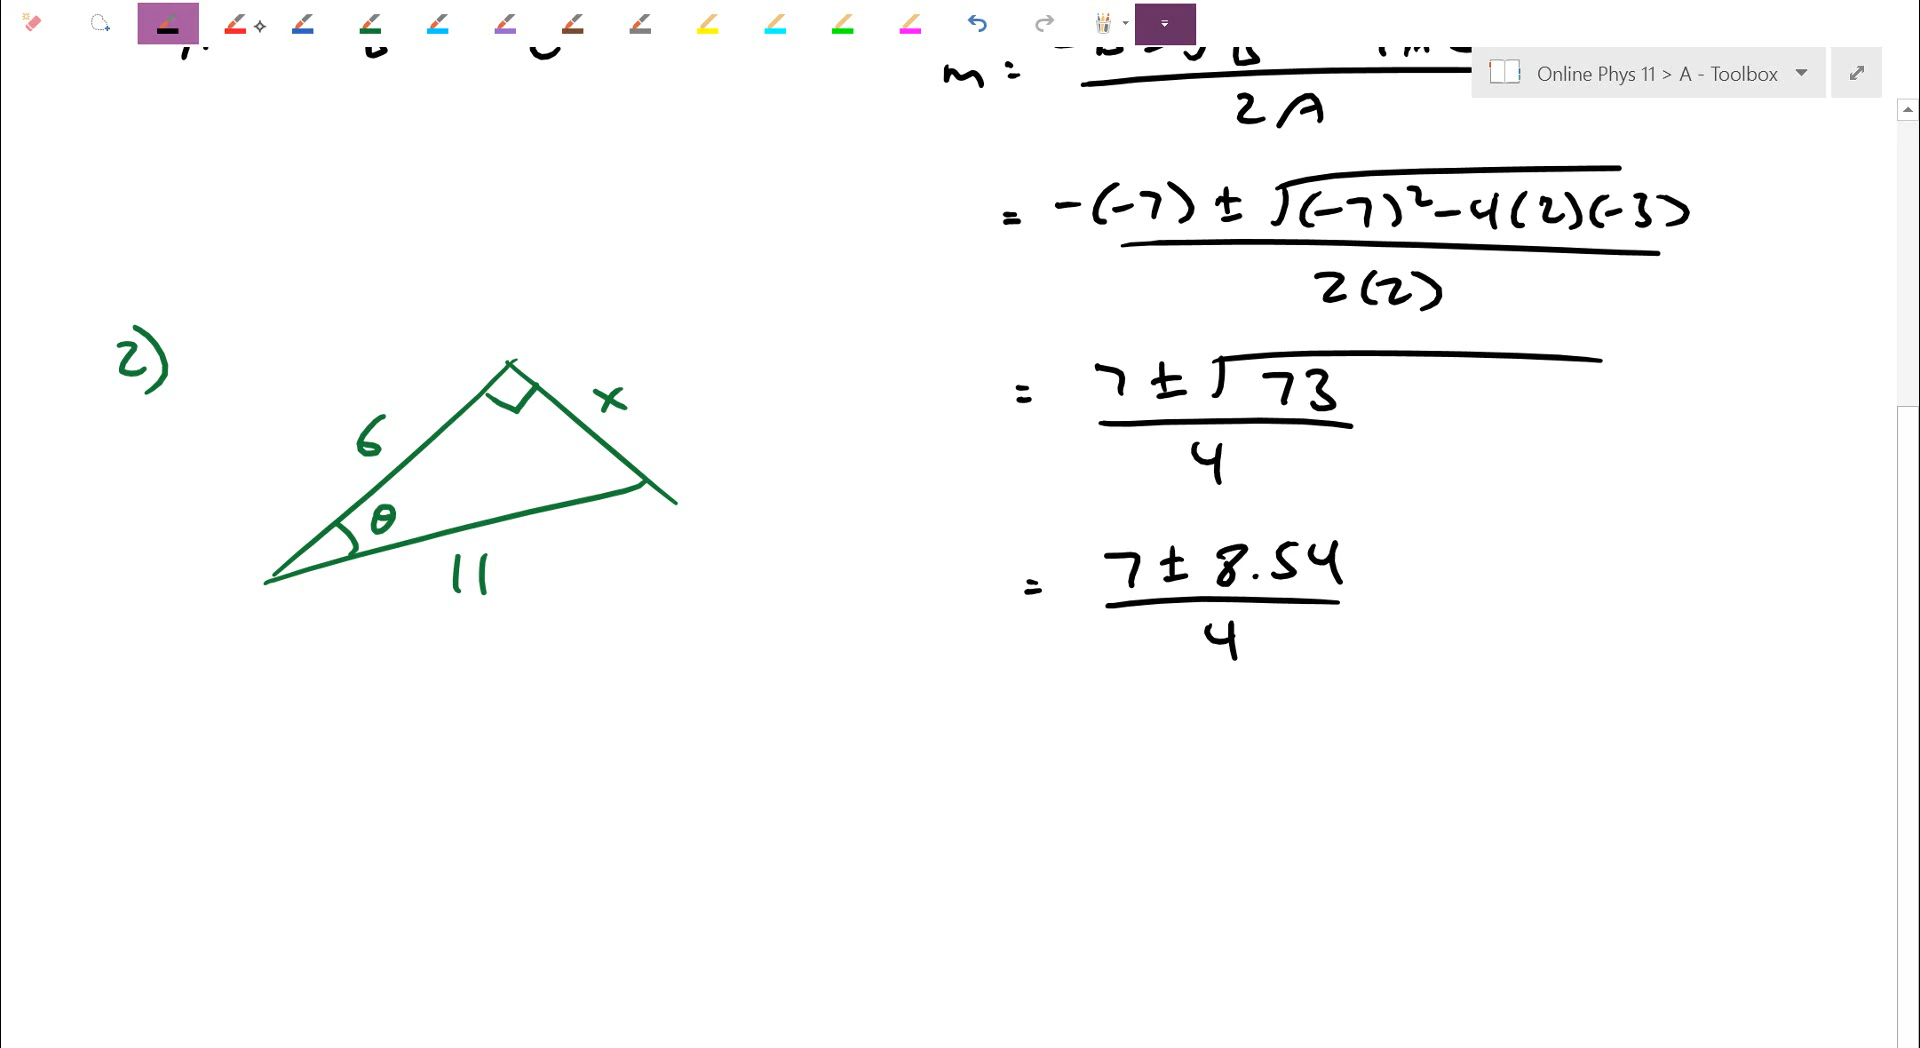 Online Phys 11 > A - Toolbox
m =
2A
= -(-7) ± √(-7)² - 4(2)(-3)
2(2)
= 7 ± √73
4
= 7 ± 8.54
4
2)
6
x
θ
11